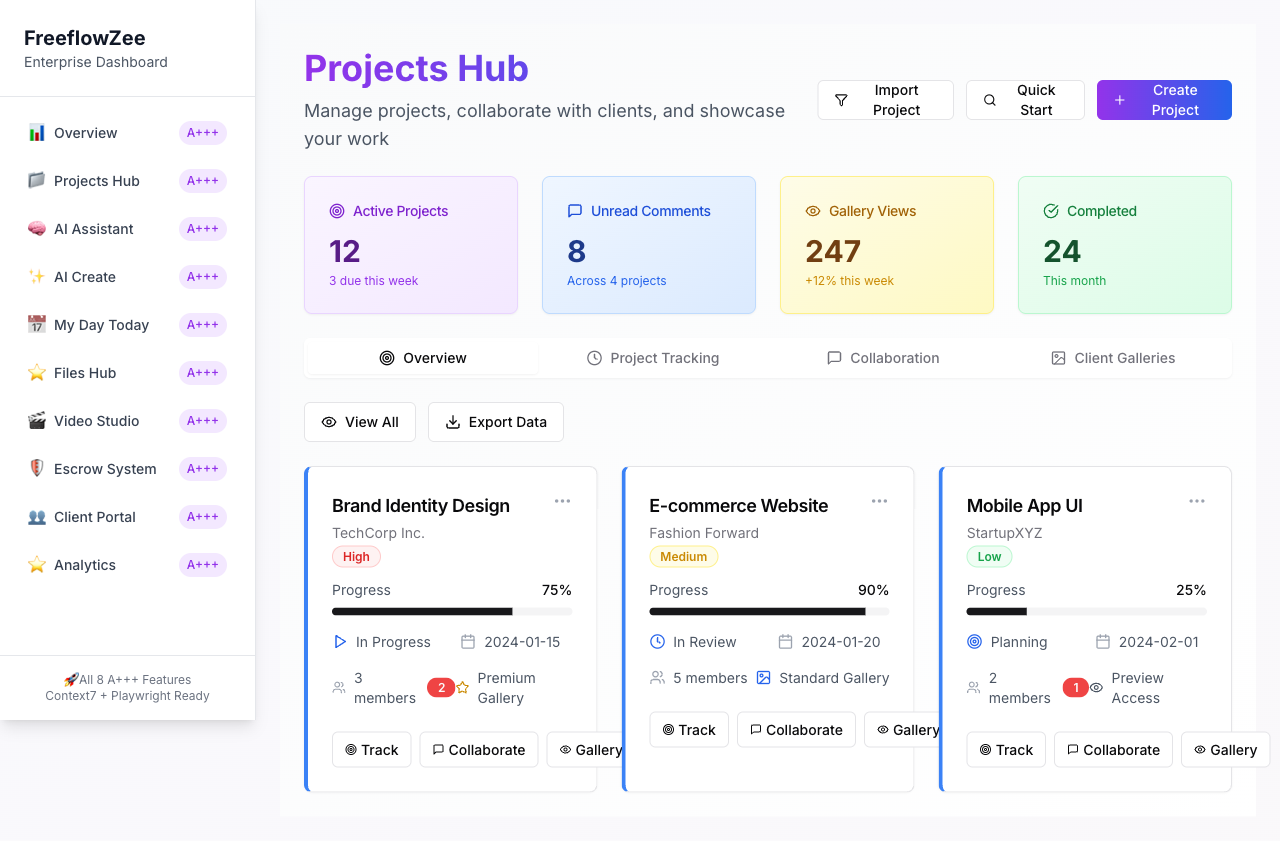 FreeflowZee
Enterprise Dashboard
Overview A+++
Projects Hub A+++
AI Assistant A+++
AI Create A+++
My Day Today A+++
Files Hub A+++
Video Studio A+++
Escrow System A+++
Client Portal A+++
Analytics A+++
🚀All 8 A+++ Features
Context7 + Playwright Ready
Projects Hub
Manage projects, collaborate with clients, and showcase
your work
Import
Project
Quick
Start
Create
Project
Active Projects
12
3 due this week
Unread Comments
8
Across 4 projects
Gallery Views
247
+12% this week
Completed
24
This month
Overview
Project Tracking
Collaboration
Client Galleries
View All
Export Data
Brand Identity Design
TechCorp Inc.
High
Progress 75%
In Progress 2024-01-15
3
members
2
Premium
Gallery
Track
Collaborate
Gallery
E-commerce Website
Fashion Forward
Medium
Progress 90%
In Review 2024-01-20
5 members
Standard Gallery
Track
Collaborate
Gallery
Mobile App UI
StartupXYZ
Low
Progress 25%
Planning 2024-02-01
2
members
1
Preview
Access
Track
Collaborate
Gallery